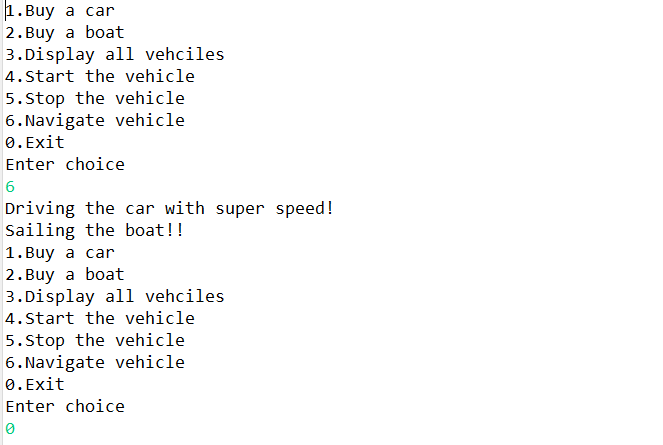 1.Buy a car
2.Buy a boat
3.Display all vehciles
4.Start the vehicle
5.Stop the vehicle
6.Navigate vehicle
0.Exit
Enter choice
6
Driving the car with super speed!
Sailing the boat!!
1.Buy a car
2.Buy a boat
3.Display all vehciles
4.Start the vehicle
5.Stop the vehicle
6.Navigate vehicle
0.Exit
Enter choice
0